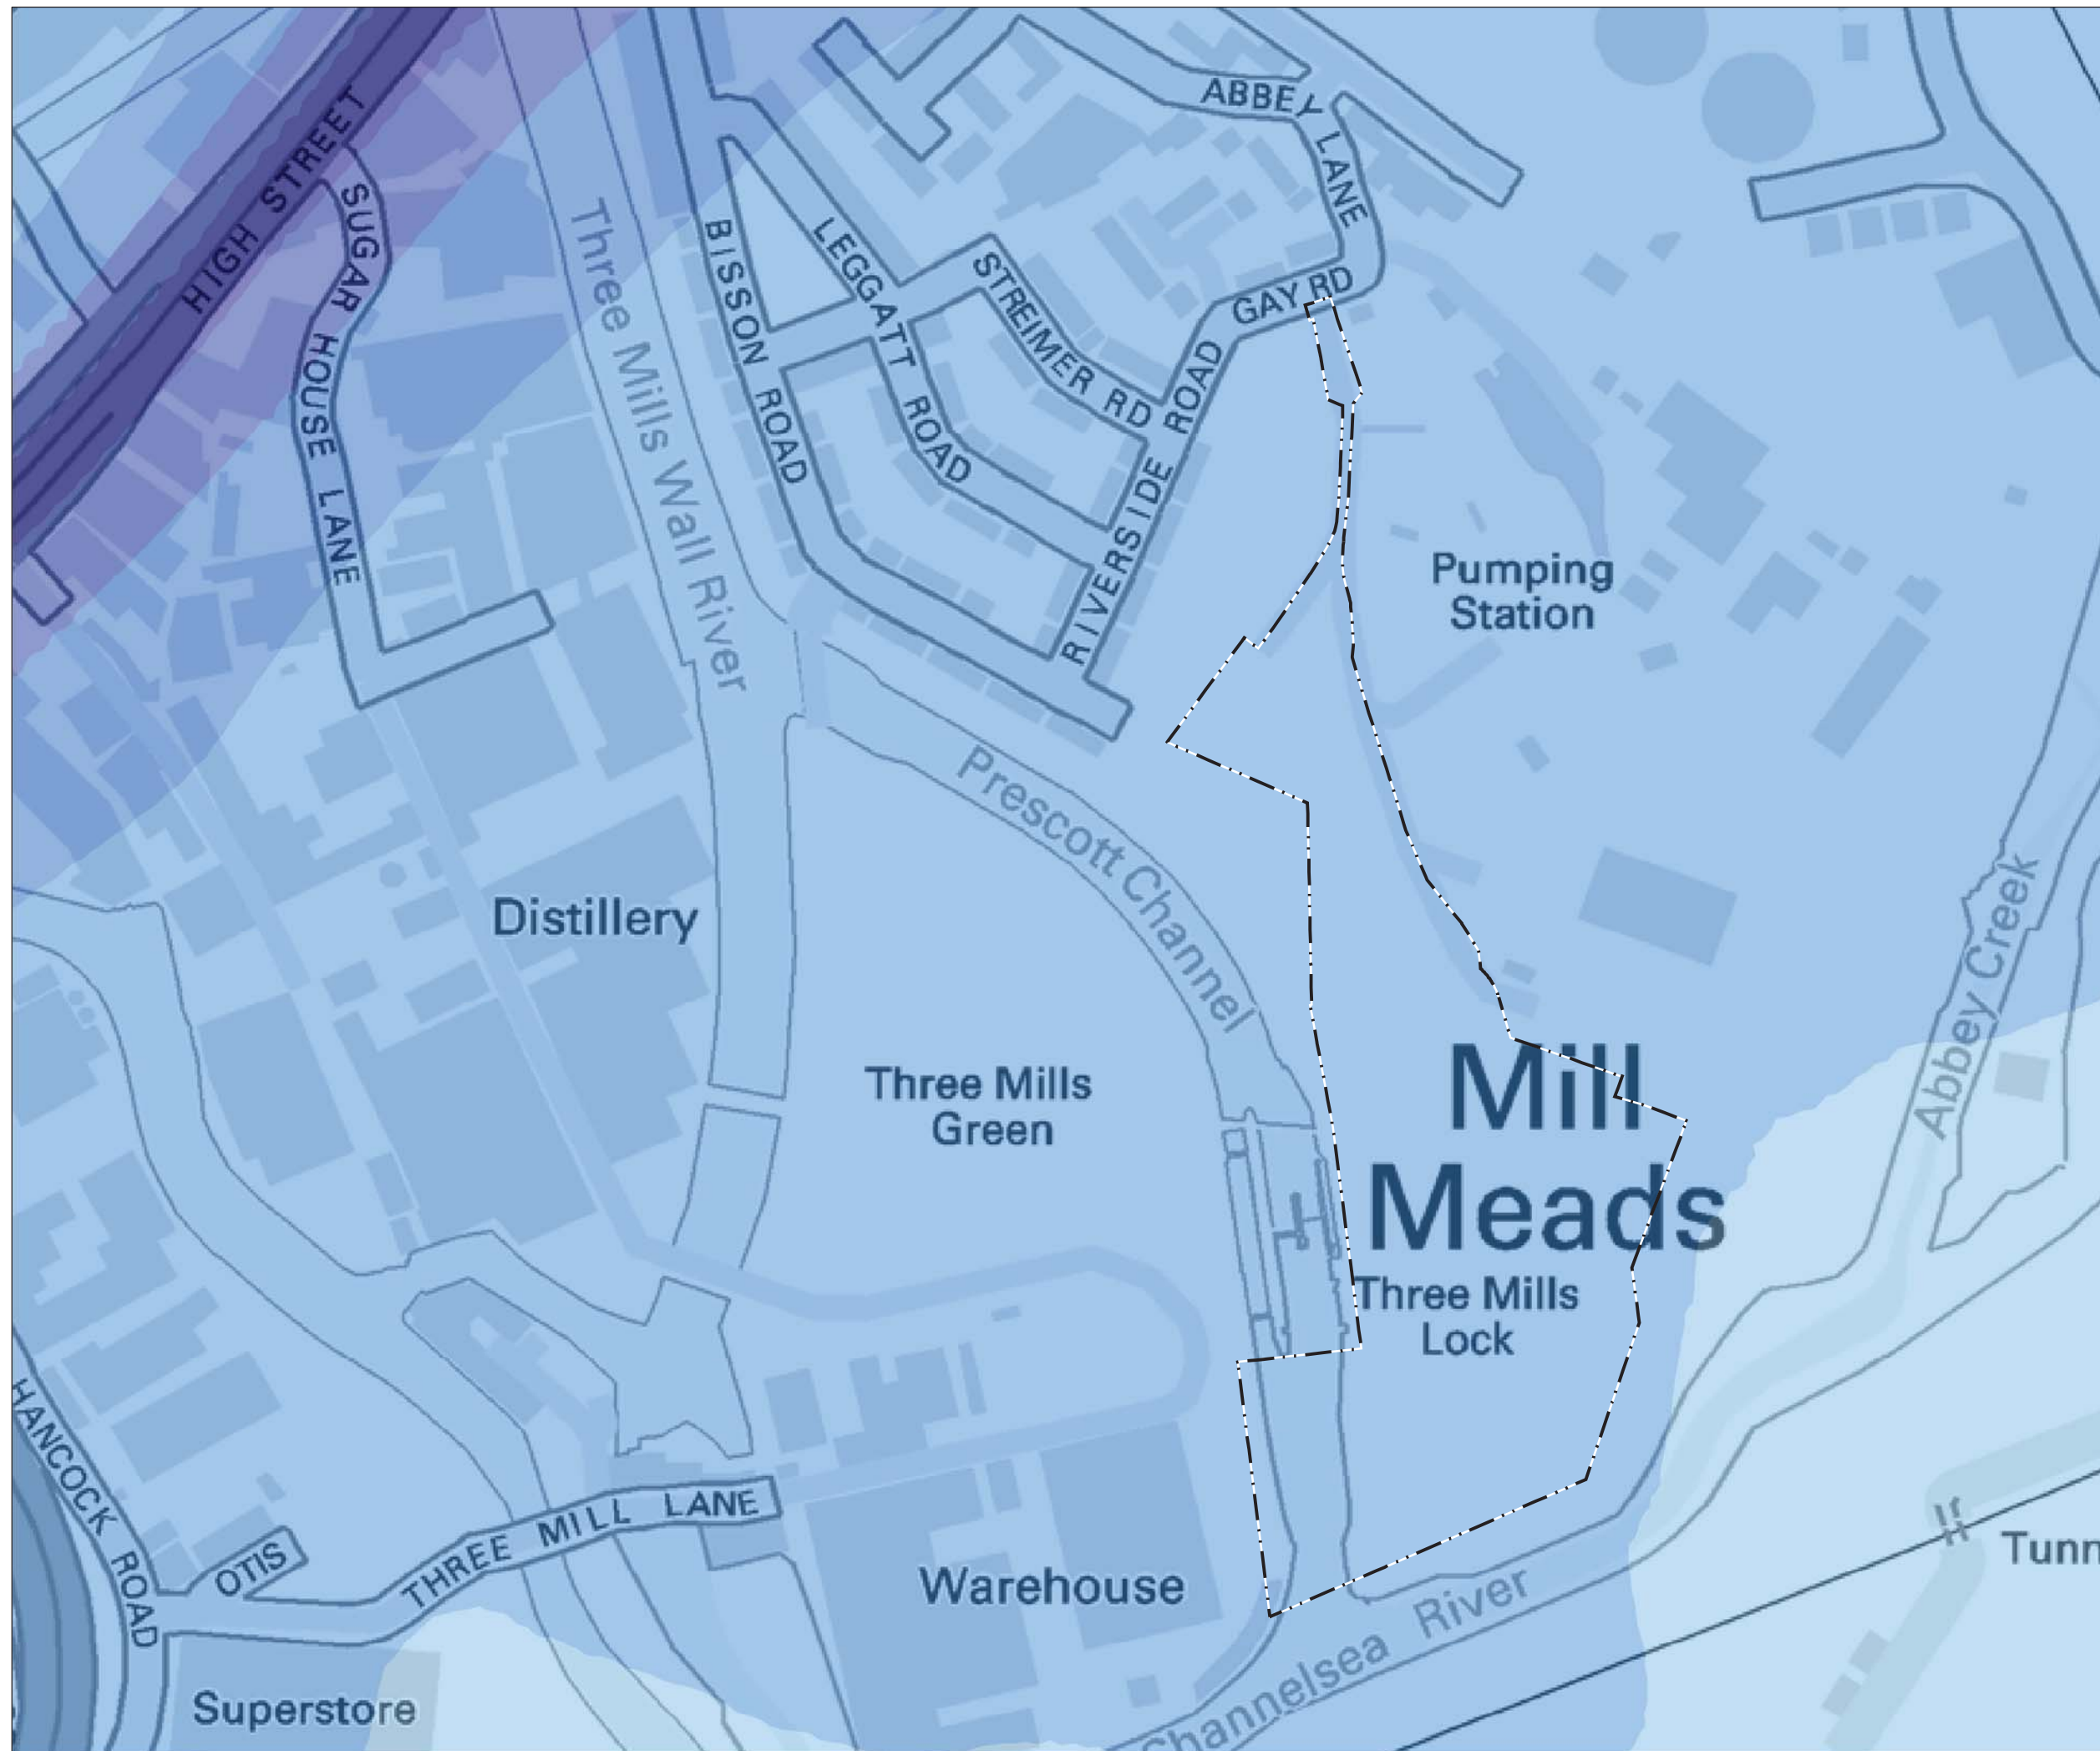 ABBEY LANE
HIGH STREET
SUGAR HOUSE LANE
Three Mills Wall River
BISSON ROAD
LEGGATT ROAD
STREIMER RD
GAY RD
RIVERSIDE ROAD
Pumping
Station
Prescott Channel
Distillery
Abbey Creek
Three Mills
Green
Mill
Meads
Three Mills
Lock
HANCOCK ROAD
OTIS
THREE MILL LANE
Warehouse
Tunn
Channelsea River
Superstore